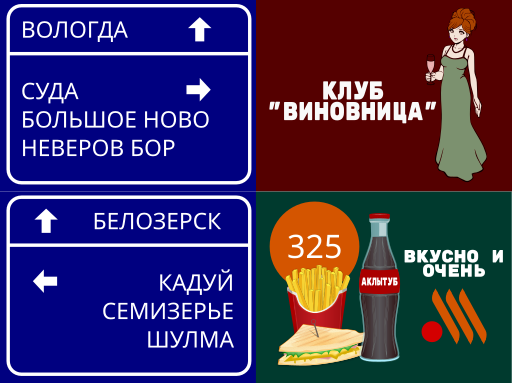 ВОЛОГДА
СУДА
БОЛЬШОЕ НОВО
НЕВЕРОВ БОР
КЛУБ
"ВИНОВНИЦА"
БЕЛОЗЕРСК
КАДУЙ
СЕМИЗЕРЬЕ
ШУЛМА
325
АКЛЫТУБ
ВКУСНО И
ОЧЕНЬ